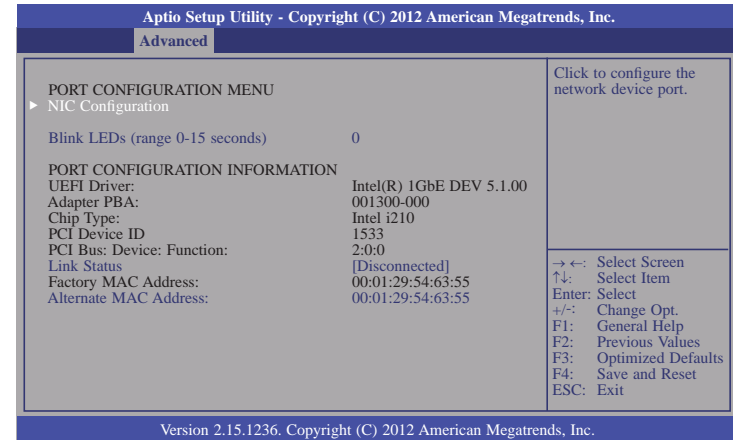 Aptio Setup Utility - Copyright (C) 2012 American Megatrends, Inc.
Advanced
PORT CONFIGURATION MENU
► NIC Configuration
Blink LEDs (range 0-15 seconds) 0
PORT CONFIGURATION INFORMATION
UEFI Driver: Intel(R) 1GbE DEV 5.1.00
Adapter PBA: 001300-000
Chip Type: Intel i210
PCI Device ID 1533
PCI Bus: Device: Function: 2:0:0
Link Status [Disconnected]
Factory MAC Address: 00:01:29:54:63:55
Alternate MAC Address: 00:01:29:54:63:55
Click to configure the
network device port.
→←: Select Screen
↑↓: Select Item
Enter: Select
+/-: Change Opt.
F1: General Help
F2: Previous Values
F3: Optimized Defaults
F4: Save and Reset
ESC: Exit
Version 2.15.1236. Copyright (C) 2012 American Megatrends, Inc.